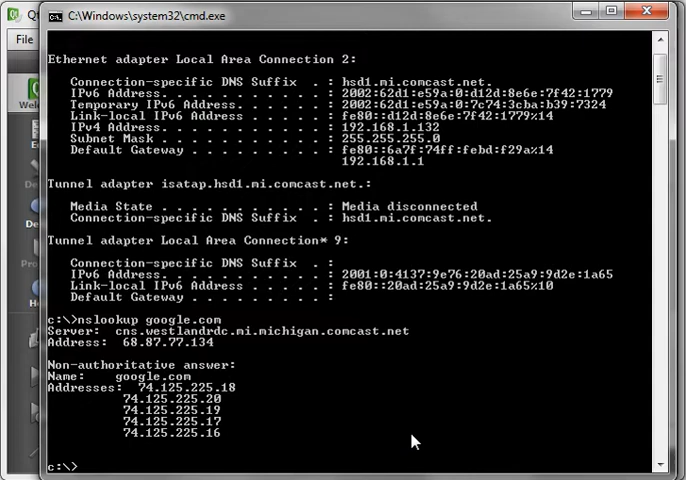 Qt
C:\Windows\system32\cmd.exe
File
Ethernet adapter Local Area Connection 2:
Connection-specific DNS Suffix . : hsd1.mi.comcast.net.
IPv6 Address. . . . . . . . . . . : 2002:62d1:e59a:0:d12d:8e6e:7f42:1779
Temporary IPv6 Address. . . . . . : 2002:62d1:e59a:0:7c74:3cba:b39:7324
Link-local IPv6 Address . . . . . : fe80::d12d:8e6e:7f42:1779%14
IPv4 Address. . . . . . . . . . . : 192.168.1.132
Subnet Mask . . . . . . . . . . . : 255.255.255.0
Default Gateway . . . . . . . . . : fe80::6a7f:74ff:febd:f29a%14
192.168.1.1
Tunnel adapter isatap.hsd1.mi.comcast.net.:
Media State . . . . . . . . . . . : Media disconnected
Connection-specific DNS Suffix . : hsd1.mi.comcast.net.
Tunnel adapter Local Area Connection* 9:
Connection-specific DNS Suffix . :
IPv6 Address. . . . . . . . . . . : 2001:0:4137:9e76:20ad:25a9:9d2e:1a65
Link-local IPv6 Address . . . . . : fe80::20ad:25a9:9d2e:1a65%10
Default Gateway . . . . . . . . . :
c:\>nslookup google.com
Server: cns.westlandrdc.mi.michigan.comcast.net
Address: 68.87.77.134
Non-authoritative answer:
Name: google.com
Addresses: 74.125.225.18
74.125.225.20
74.125.225.19
74.125.225.17
74.125.225.16
c:\>